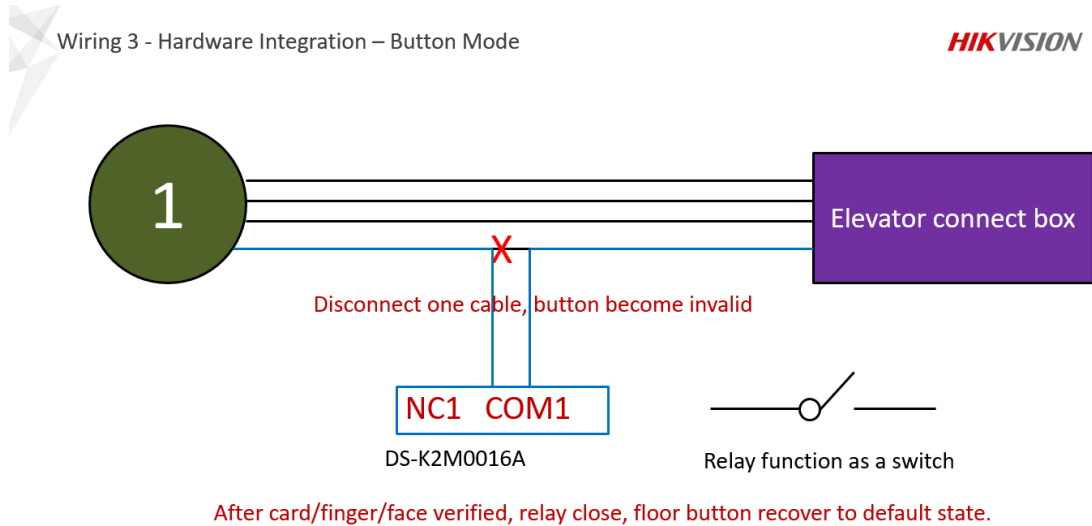 Wiring 3 - Hardware Integration – Button Mode
HIKVISION
1
Elevator connect box
Disconnect one cable, button become invalid
NC1 COM1
DS-K2M0016A
Relay function as a switch
After card/finger/face verified, relay close, floor button recover to default state.